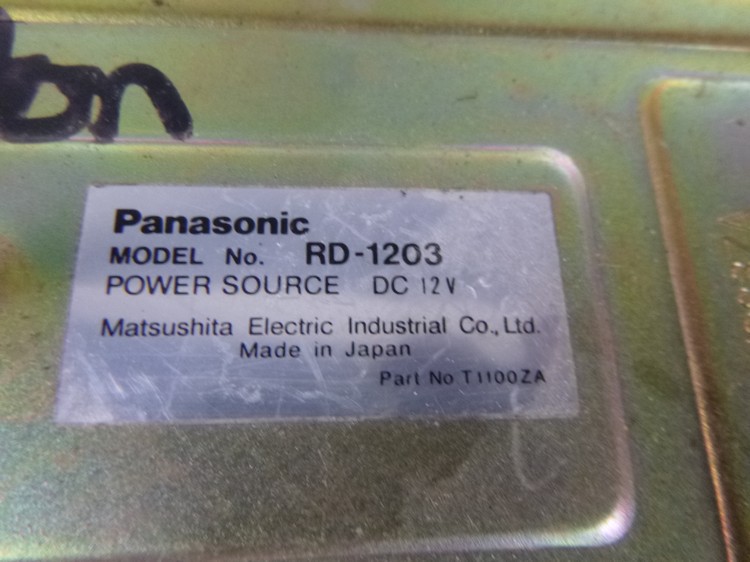 Panasonic
MODEL No. RD-1203
POWER SOURCE DC 12V
Matsushita Electric Industrial Co., Ltd.
Made in Japan
Part No T1100ZA